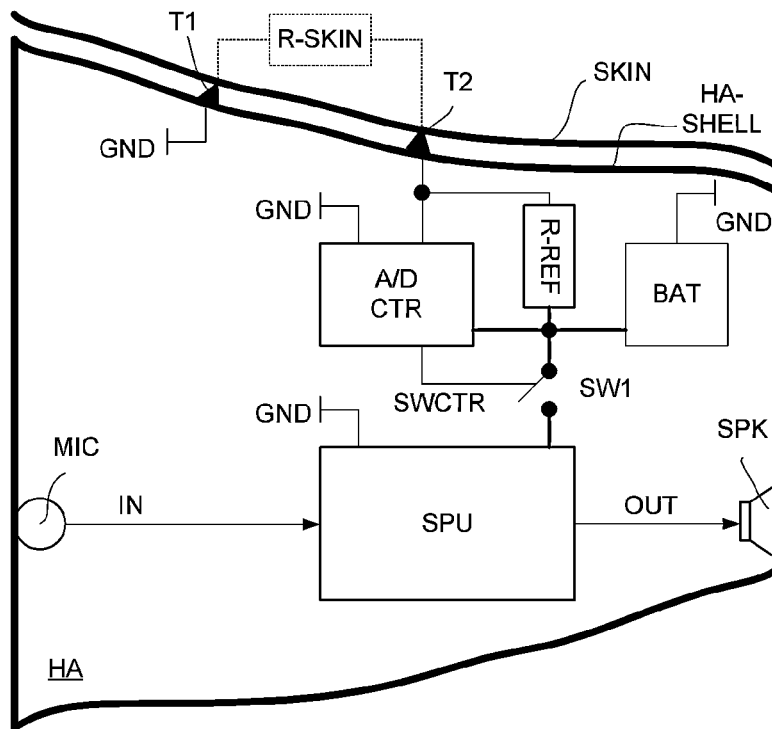 T1
R-SKIN
T2
SKIN
HA-
SHELL
GND
GND
GND
A/D
CTR
R-REF
BAT
SWCTR
SW1
GND
MIC
SPK
IN
SPU
OUT
HA